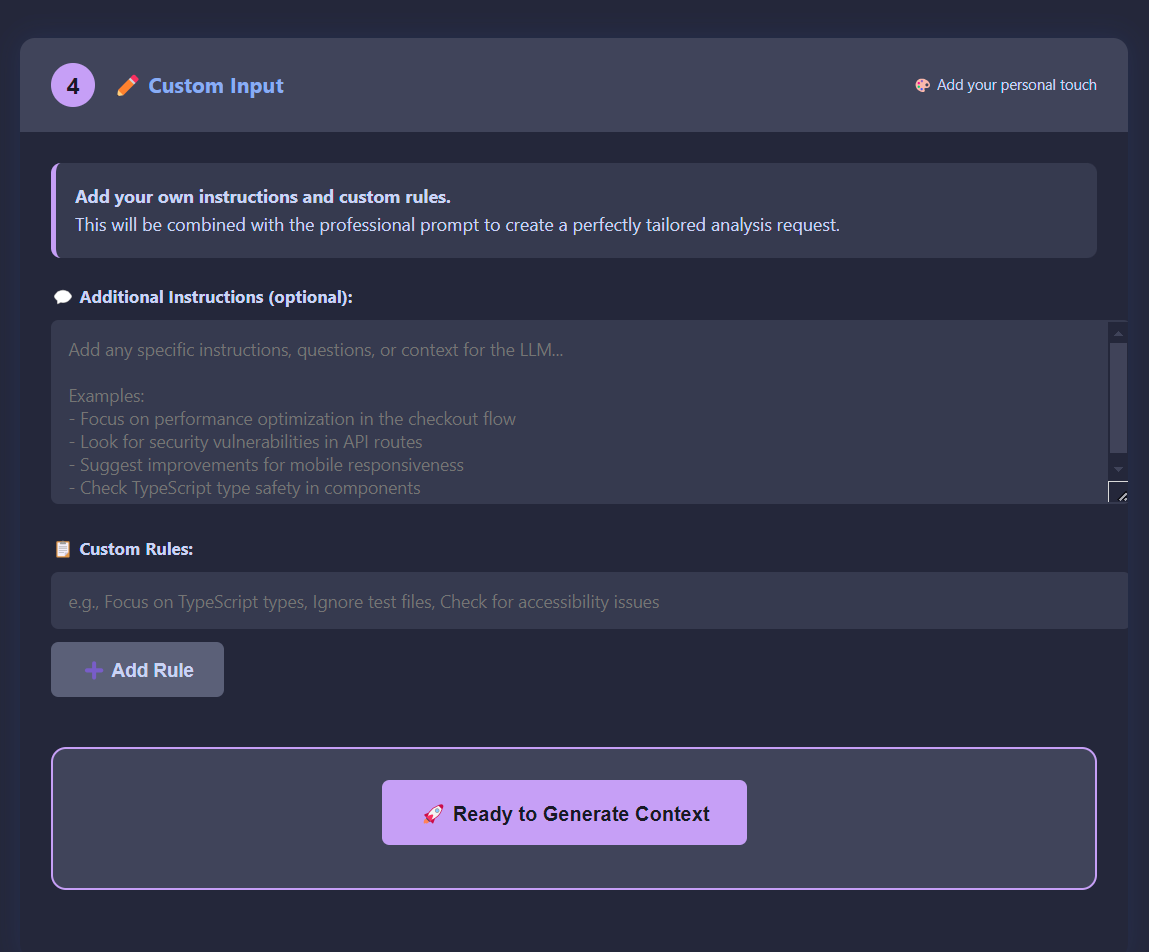 4
✏️ Custom Input
🎨 Add your personal touch
Add your own instructions and custom rules.
This will be combined with the professional prompt to create a perfectly tailored analysis request.
💬 Additional Instructions (optional):
Add any specific instructions, questions, or context for the LLM...
Examples:
- Focus on performance optimization in the checkout flow
- Look for security vulnerabilities in API routes
- Suggest improvements for mobile responsiveness
- Check TypeScript type safety in components
📋 Custom Rules:
e.g., Focus on TypeScript types, Ignore test files, Check for accessibility issues
➕ Add Rule
🚀 Ready to Generate Context